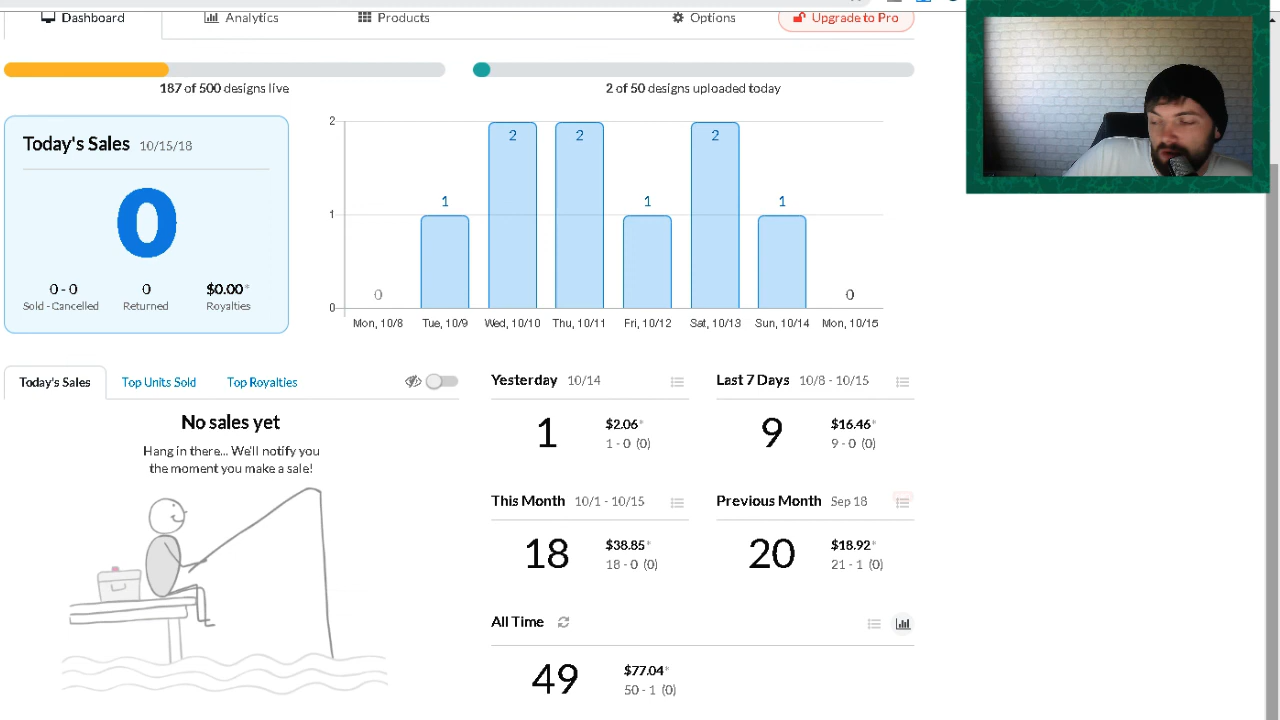 Dashboard Analytics Products Options Upgrade to Pro
187 of 500 designs live 2 of 50 designs uploaded today
Today's Sales 10/15/18
0
0 - 0 0 $0.00*
Sold - Cancelled Returned Royalties
2
1
0
0 1 2 2 1 2 1 0
Mon, 10/8 Tue, 10/9 Wed, 10/10 Thu, 10/11 Fri, 10/12 Sat, 10/13 Sun, 10/14 Mon, 10/15
Today's Sales Top Units Sold Top Royalties
No sales yet
Hang in there... We'll notify you
the moment you make a sale!
Yesterday 10/14
1 $2.06*
1 - 0 (0)
Last 7 Days 10/8 - 10/15
9 $16.46*
9 - 0 (0)
This Month 10/1 - 10/15
18 $38.85*
18 - 0 (0)
Previous Month Sep 18
20 $18.92*
21 - 1 (0)
All Time
49 $77.04*
50 - 1 (0)